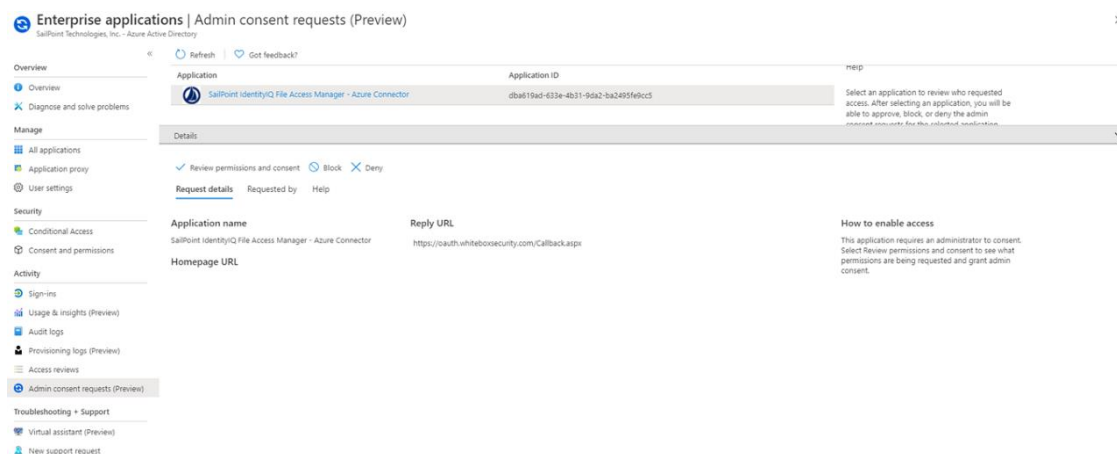 Enterprise applications | Admin consent requests (Preview)
SailPoint Technologies, Inc. - Azure Active Directory
«
Overview
Overview
Diagnose and solve problems
Manage
All applications
Application proxy
User settings
Security
Conditional Access
Consent and permissions
Activity
Sign-ins
Usage & insights (Preview)
Audit logs
Provisioning logs (Preview)
Access reviews
Admin consent requests (Preview)
Troubleshooting + Support
Virtual assistant (Preview)
New support request
Refresh Got feedback?
Application Application ID
SailPoint IdentityIQ File Access Manager - Azure Connector dba619ad-633e-4b31-9da2-ba2495fe9cc5
Help
Select an application to review who requested
access. After selecting an application, you will be
able to approve, block, or deny the admin
consent requests for the selected application
Details
Review permissions and consent Block Deny
Request details Requested by Help
Application name
SailPoint IdentityIQ File Access Manager - Azure Connector
Homepage URL
Reply URL
https://oauth.whiteboxsecurity.com/Callback.aspx
How to enable access
This application requires an administrator to consent.
Select Review permissions and consent to see what
permissions are being requested and grant admin
consent.